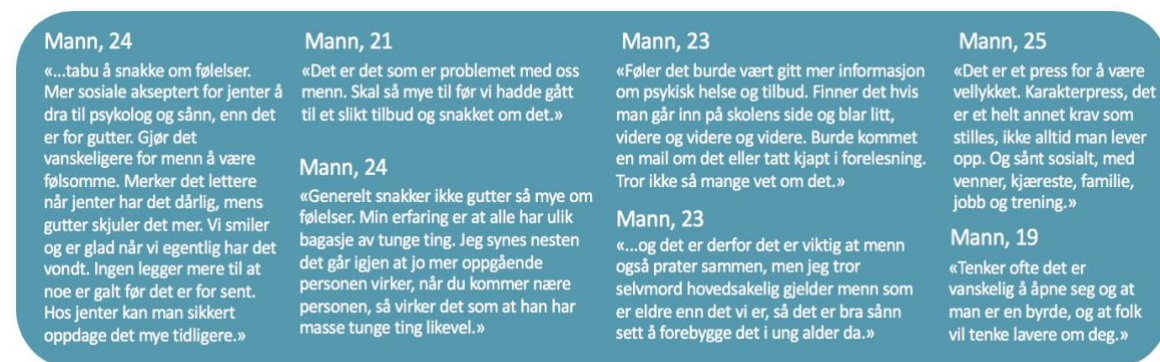 Mann, 24
«...tabu å snakke om følelser.
Mer sosiale akseptert for jenter å
dra til psykolog og sånn, enn det
er for gutter. Gjør det
vanskeligere for menn å være
følsomme. Merker det lettere
når jenter har det dårlig, mens
gutter skjuler det mer. Vi smiler
og er glad når vi egentlig har det
vondt. Ingen legger mere til at
noe er galt før det er for sent.
Hos jenter kan man sikkert
oppdage det mye tidligere.»
Mann, 21
«Det er det som er problemet med oss
menn. Skal så mye til før vi hadde gått
til et slikt tilbud og snakket om det.»
Mann, 24
«Generelt snakker ikke gutter så mye om
følelser. Min erfaring er at alle har ulik
bagasje av tunge ting. Jeg synes nesten
det går igjen at jo mer oppgående
personen virker, når du kommer nære
personen, så virker det som at han har
masse tunge ting likevel.»
Mann, 23
«Føler det burde vært gitt mer informasjon
om psykisk helse og tilbud. Finner det hvis
man går inn på skolens side og blar litt,
videre og videre og videre. Burde kommet
en mail om det eller tatt kjapt i forelesning.
Tror ikke så mange vet om det.»
Mann, 23
«...og det er derfor det er viktig at menn
også prater sammen, men jeg tror
selvmord hovedsakelig gjelder menn som
er eldre enn det vi er, så det er bra sånn
sett å forebygge det i ung alder da.»
Mann, 25
«Det er et press for å være
vellykket. Karakterpress, det
er et helt annet krav som
stilles, ikke alltid man lever
opp. Og sånt sosialt, med
venner, kjæreste, familie,
jobb og trening.»
Mann, 19
«Tenker ofte det er
vanskelig å åpne seg og at
man er en byrde, og at folk
vil tenke lavere om deg.»